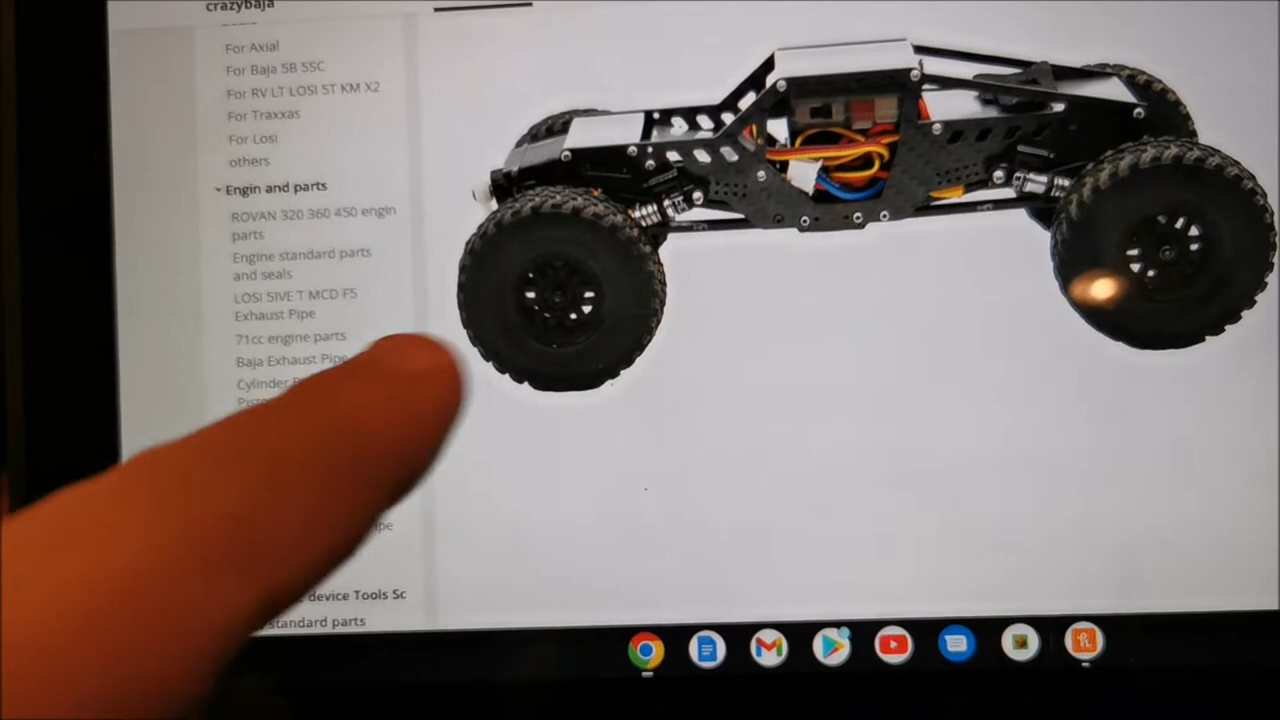 crazybaja
For Axial
For Baja 5B 5SC
For RV LT LOSI 5T KM X2
For Traxxas
For Losi
others
Engin and parts
ROVAN 320 360 450 engin
parts
Engine standard parts
and seals
LOSI 5IVE T MCD F5
Exhaust Pipe
71cc engine parts
Baja Exhaust Pipe
Cylinder
device Tools Sc
standard parts